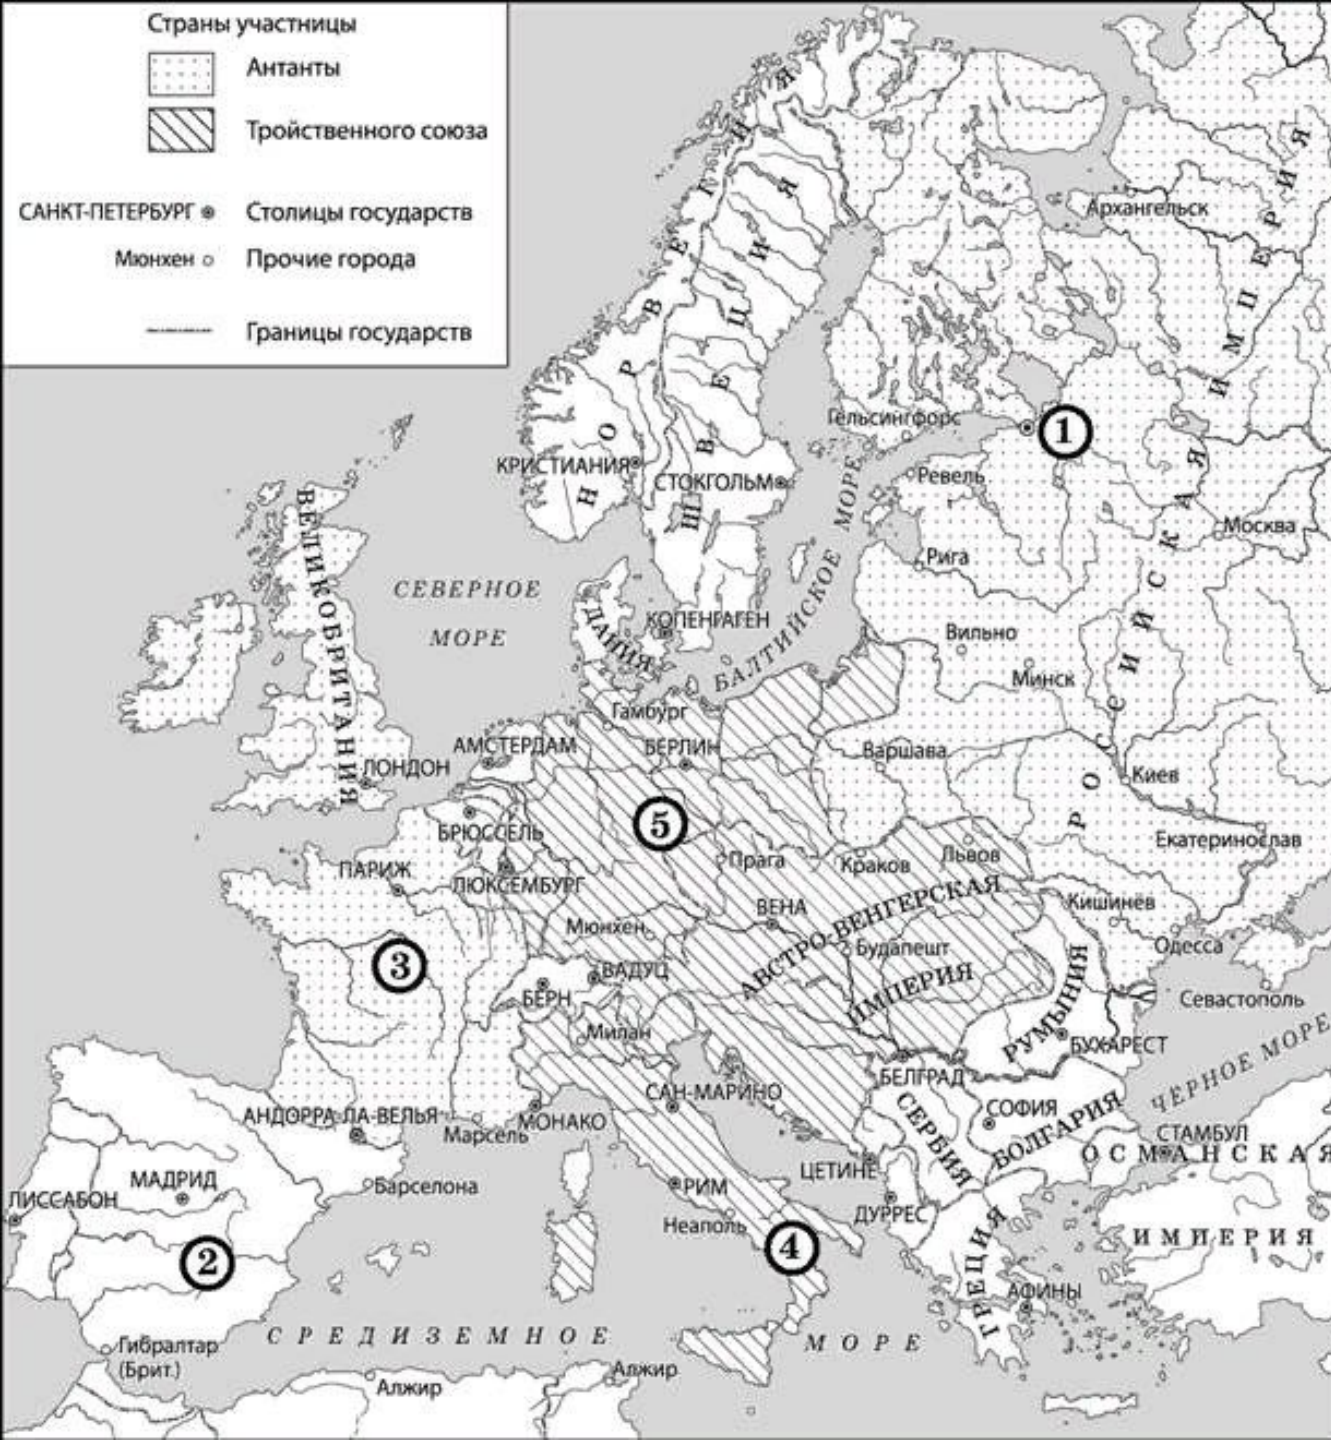 Страны участницы
Антанты
Тройственного союза
САНКТ-ПЕТЕРБУРГ
Столицы государств
Мюнхен
Прочие города
Границы государств
НОРВЕГИЯ
ШВЕЦИЯ
РОССИЙСКАЯ ИМПЕРИЯ
Архангельск
Гельсингфорс
1
КРИСТИАНИЯ
СТОКГОЛЬМ
Ревель
Москва
Рига
ВЕЛИКОБРИТАНИЯ
СЕВЕРНОЕ
МОРЕ
БАЛТИЙСКОЕ МОРЕ
ДАНИЯ
КОПЕНГАГЕН
Вильно
Минск
Гамбург
АМСТЕРДАМ
БЕРЛИН
Варшава
ЛОНДОН
Киев
БРЮССЕЛЬ
5
Екатеринослав
ПАРИЖ
ЛЮКСЕМБУРГ
Прага
Краков
Львов
ВЕНА
Кишинёв
Мюнхен
АВСТРО-ВЕНГЕРСКАЯ
ИМПЕРИЯ
Будапешт
Одесса
3
ВАДУЦ
БЕРН
РУМЫНИЯ
Севастополь
Милан
БУХАРЕСТ
ЧЕРНОЕ МОРЕ
БЕЛГРАД
САН-МАРИНО
АНДОРРА-ЛА-ВЕЛЬЯ
Марсель
МОНАКО
СЕРБИЯ
СОФИЯ
БОЛГАРИЯ
СТАМБУЛ
ОСМАНСКАЯ
ИМПЕРИЯ
МАДРИД
Барселона
РИМ
ЦЕТИНЕ
ЛИССАБОН
Неаполь
ДУРРЕС
2
4
ГРЕЦИЯ
АФИНЫ
СРЕДИЗЕМНОЕ
МОРЕ
Гибралтар
(Брит.)
Алжир
Алжир